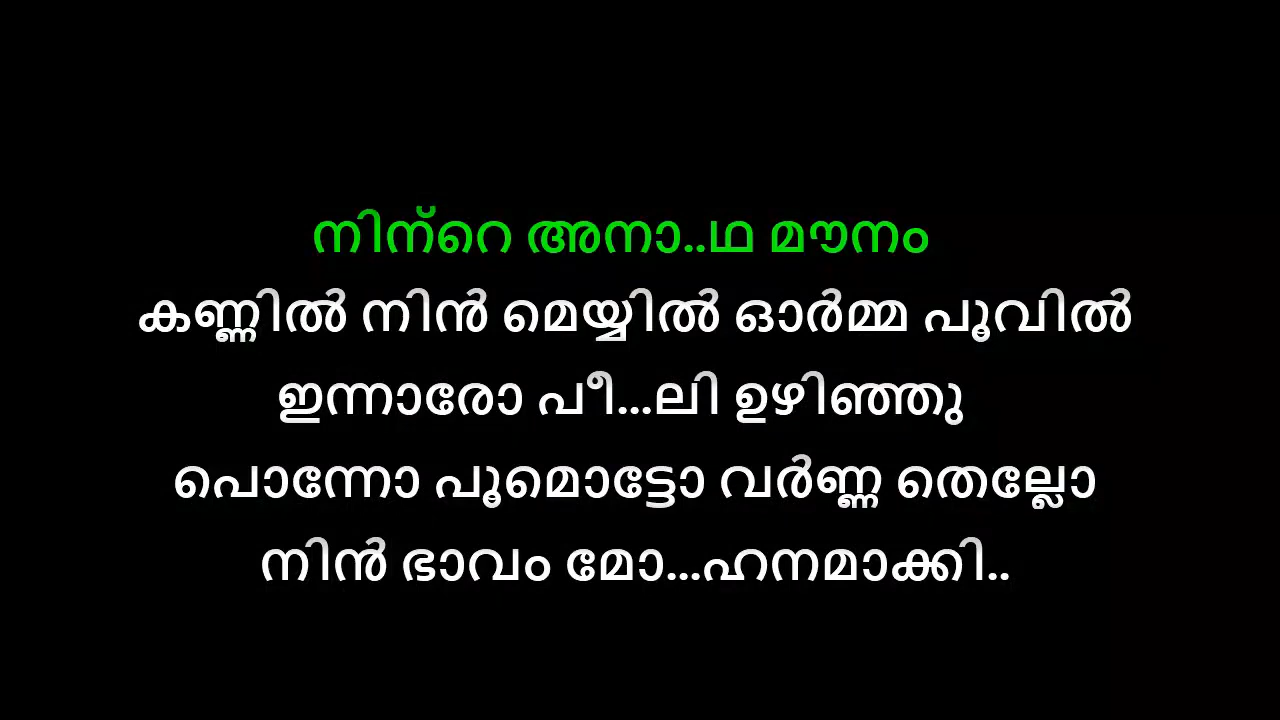 നിന്റെ അനാ..ഥ മൗനം
കണ്ണിൽ നിൻ മെയ്യിൽ ഓർമ്മ പൂവിൽ
ഇന്നാരോ പീ...ലി ഉഴിഞ്ഞു
പൊന്നോ പൂമൊട്ടോ വർണ്ണ തെല്ലോ
നിൻ ഭാവം മോ...ഹനമാക്കി..